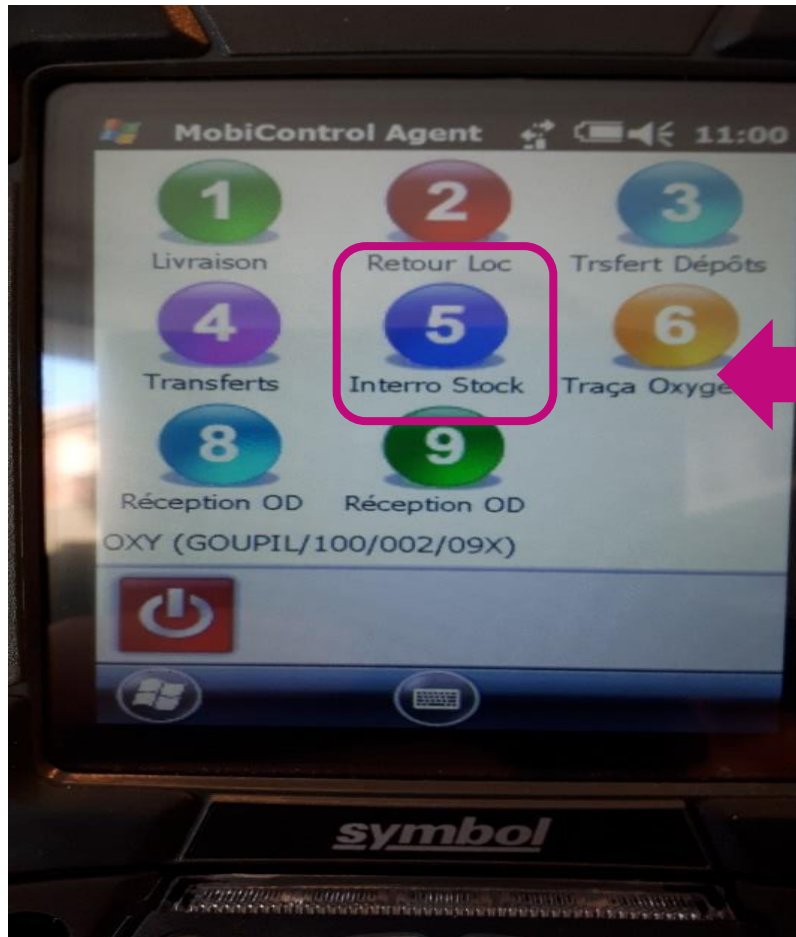 MobiControl Agent 11:00
1 2 3
Livraison Retour Loc Trsfert Dépôts
4 5 6
Transferts Interro Stock Traça Oxyge
8 9
Réception OD Réception OD
OXY (GOUPIL/100/002/09X)
symbol